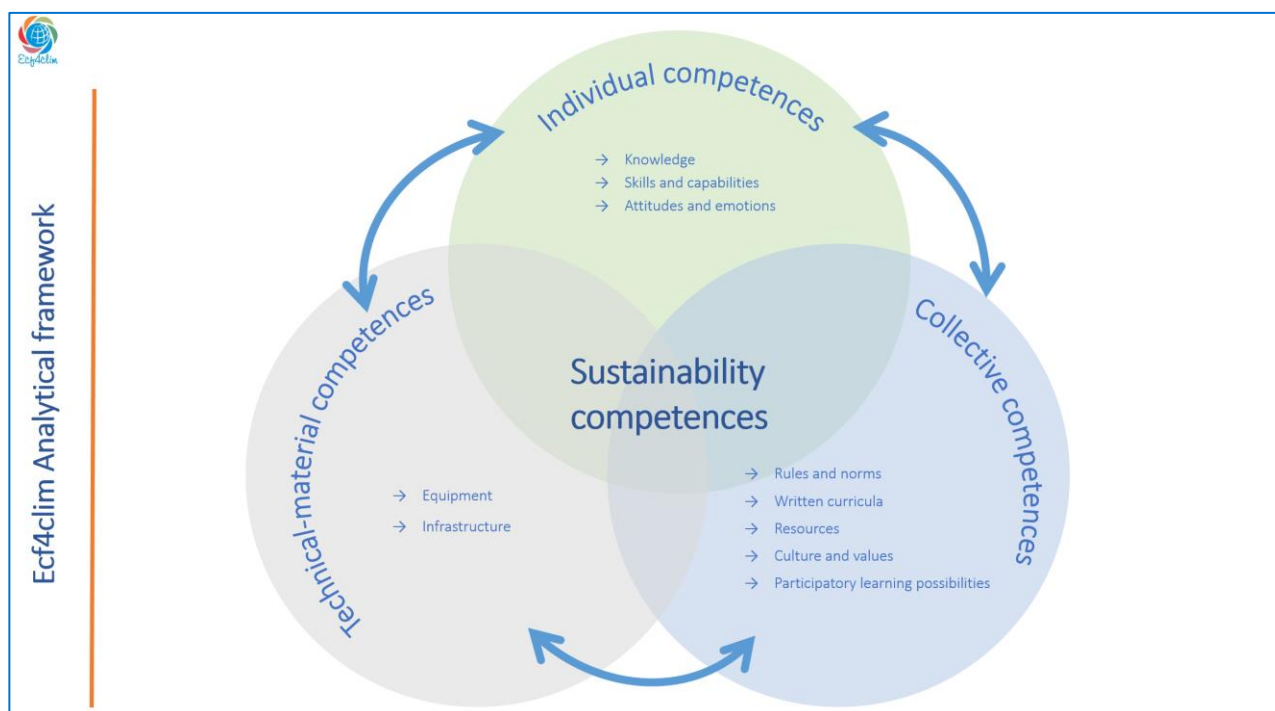 Ecf4clim
Ecf4clim Analytical framework
Individual competences
→ Knowledge
→ Skills and capabilities
→ Attitudes and emotions
Technical-material competences
→ Equipment
→ Infrastructure
Sustainability
competences
Collective competences
→ Rules and norms
→ Written curricula
→ Resources
→ Culture and values
→ Participatory learning possibilities